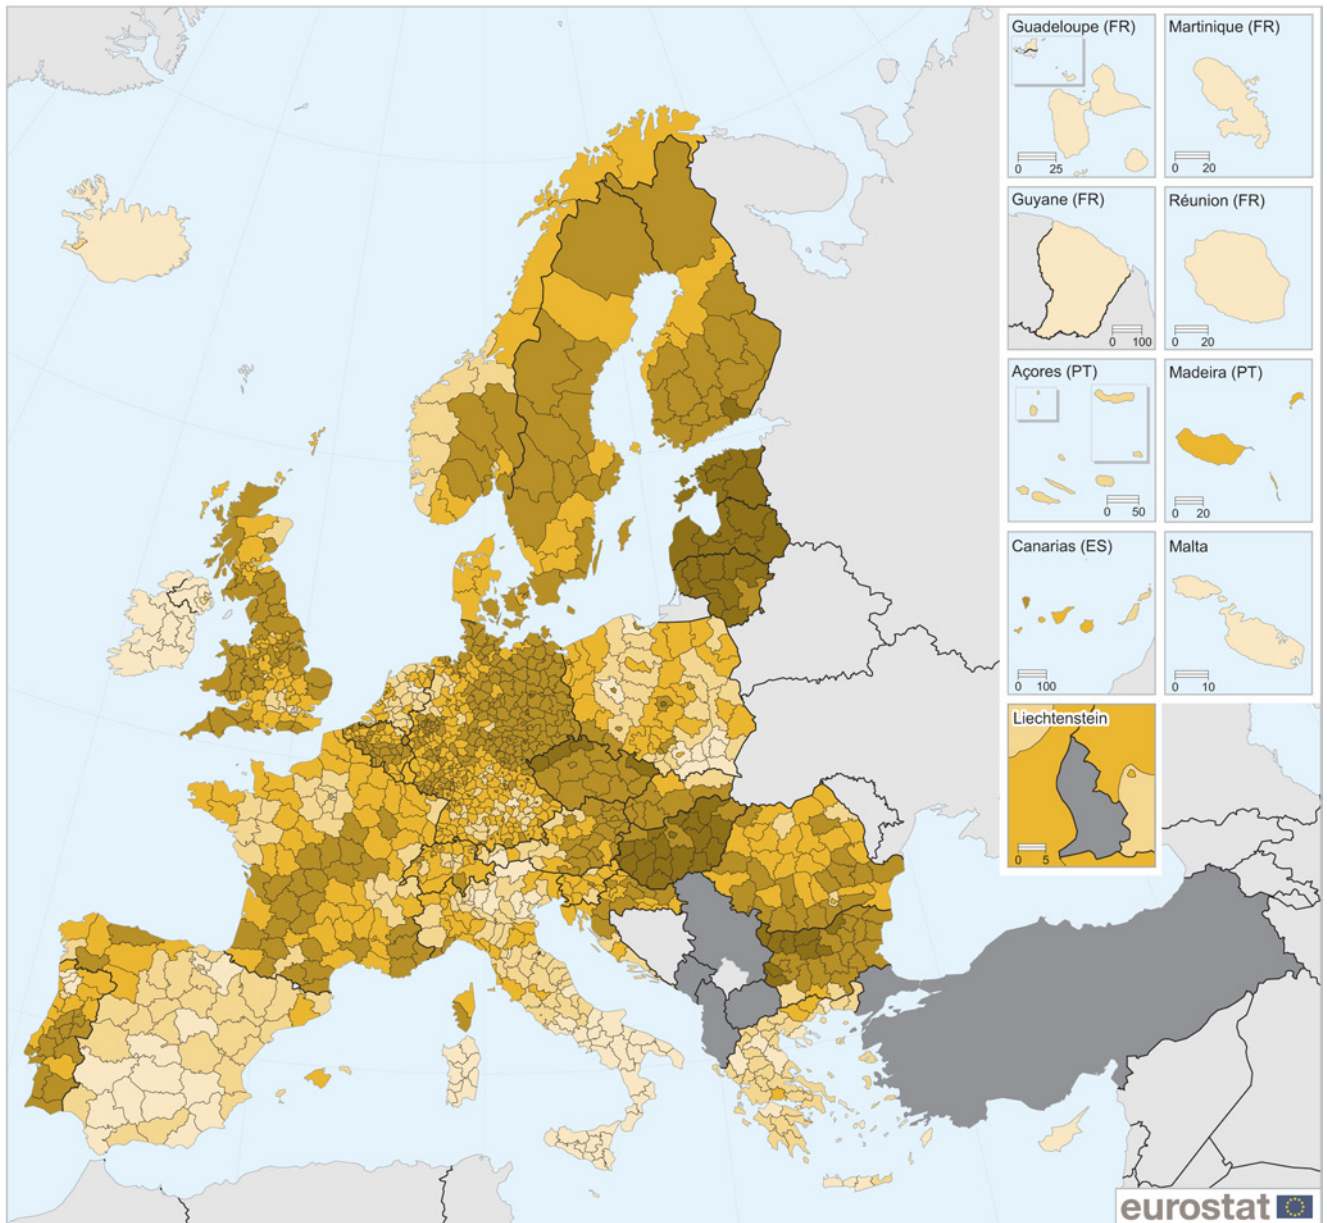 Guadeloupe (FR)
0 25
Martinique (FR)
0 20
Guyane (FR)
0 100
Réunion (FR)
0 20
Açores (PT)
0 50
Madeira (PT)
0 20
Canarias (ES)
0 100
Malta
0 10
Liechtenstein
0 5
eurostat